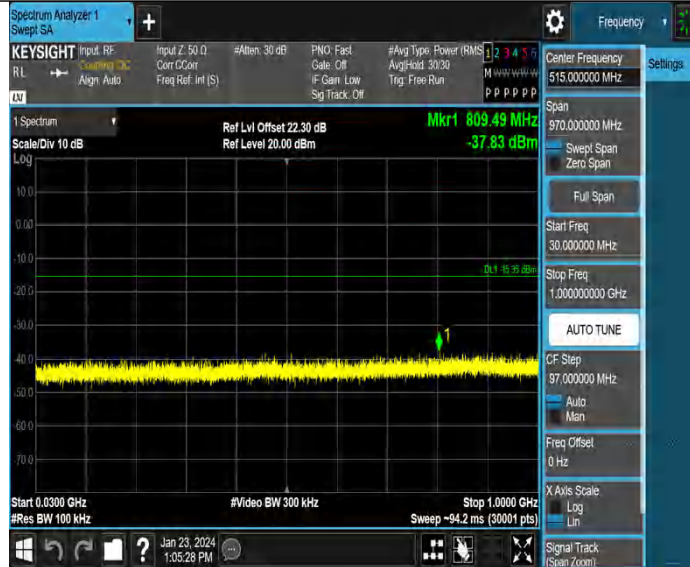 Spectrum Analyzer 1
Swept SA
+
Frequency
KEYSIGHT
RL
LXI
Input: RF
Coupling: DC
Align: Auto
Input Z: 50 Ω
Corr CCorr
Freq Ref: Int (S)
#Atten: 30 dB
PNO: Fast
Gate: Off
IF Gain: Low
Sig Track: Off
#Avg Type: Power (RMS
Avg|Hold: 30/30
Trig: Free Run
1 2 3 4 5 6
M W W W W W
P P P P P P
Center Frequency
515.000000 MHz
Settings
Span
970.000000 MHz
Swept Span
Zero Span
Full Span
Start Freq
30.000000 MHz
Stop Freq
1.000000000 GHz
AUTO TUNE
CF Step
97.000000 MHz
Auto
Man
Freq Offset
0 Hz
X Axis Scale
Log
Lin
Signal Track
(Span Zoom)
1 Spectrum
Scale/Div 10 dB
Ref Lvl Offset 22.30 dB
Ref Level 20.00 dBm
Mkr1 809.49 MHz
-37.83 dBm
Log
10.0
0.00
-10.0
DL1 -15.35 dBm
-20.0
-30.0
1
-40.0
-50.0
-60.0
-70.0
Start 0.0300 GHz
#Res BW 100 kHz
#Video BW 300 kHz
Stop 1.0000 GHz
Sweep ~94.2 ms (30001 pts)
?
Jan 23, 2024
1:05:28 PM